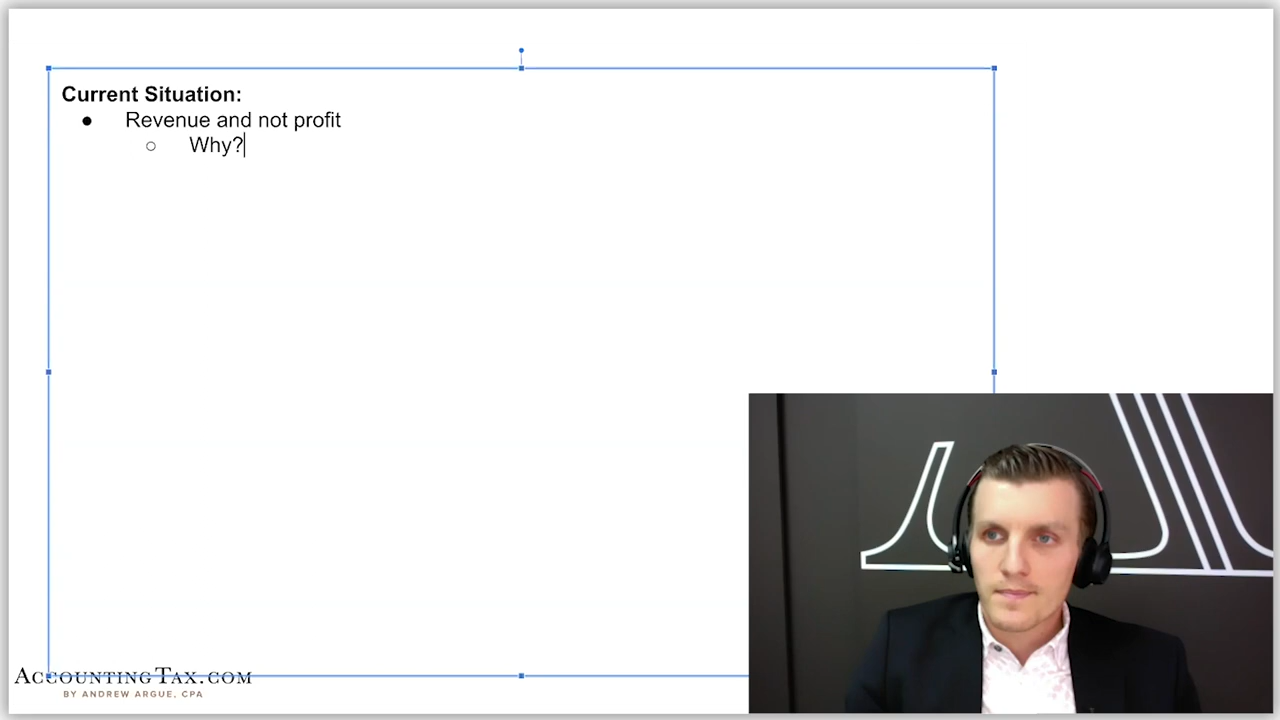 Current Situation:
● Revenue and not profit
○ Why?
ACCOUNTINGTAX.COM
BY ANDREW ARGUE, CPA